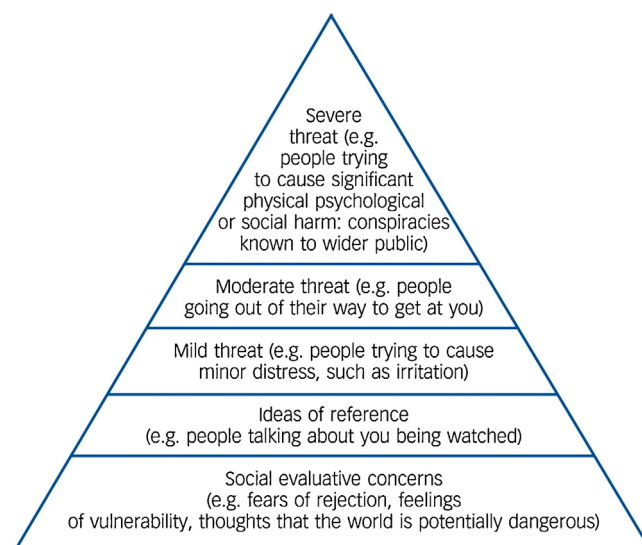 Severe
threat (e.g.
people trying
to cause significant
physical psychological
or social harm: conspiracies
known to wider public)
Moderate threat (e.g. people
going out of their way to get at you)
Mild threat (e.g. people trying to cause
minor distress, such as irritation)
Ideas of reference
(e.g. people talking about you being watched)
Social evaluative concerns
(e.g. fears of rejection, feelings
of vulnerability, thoughts that the world is potentially dangerous)